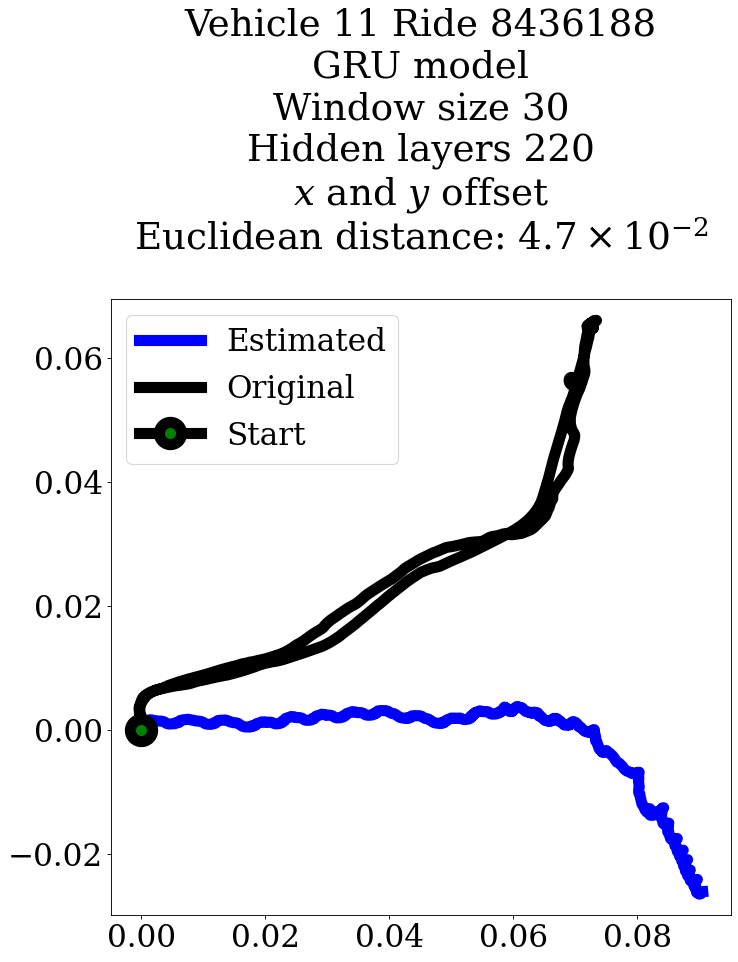 Vehicle 11 Ride 8436188
GRU model
Window size 30
Hidden layers 220
x and y offset
Euclidean distance: 4.7 × 10⁻²
Estimated
Original
Start
0.06
0.04
0.02
0.00
−0.02
0.00 0.02 0.04 0.06 0.08